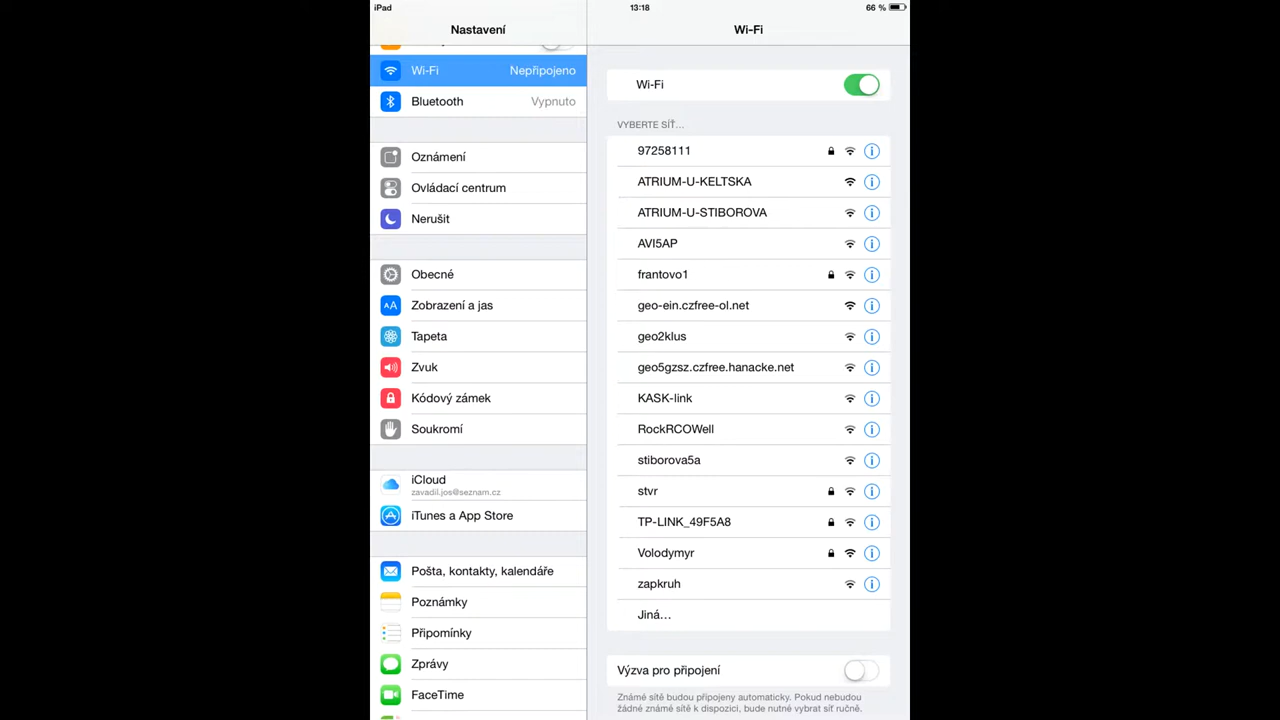 iPad 13:18 66 %
Nastavení
Wi-Fi Nepřipojeno
Bluetooth Vypnuto
Oznámení
Ovládací centrum
Nerušit
Obecné
Zobrazení a jas
Tapeta
Zvuk
Kódový zámek
Soukromí
iCloud
zavadil.jos@seznam.cz
iTunes a App Store
Pošta, kontakty, kalendáře
Poznámky
Připomínky
Zprávy
FaceTime
Wi-Fi
Wi-Fi
VYBERTE SÍŤ...
97258111
ATRIUM-U-KELTSKA
ATRIUM-U-STIBOROVA
AVI5AP
frantovo1
geo-ein.czfree-ol.net
geo2klus
geo5gzsz.czfree.hanacke.net
KASK-link
RockRCOWell
stiborova5a
stvr
TP-LINK_49F5A8
Volodymyr
zapkruh
Jiná...
Výzva pro připojení
Známé sítě budou připojeny automaticky. Pokud nebudou
žádné známé sítě k dispozici, bude nutné vybrat síť ručně.